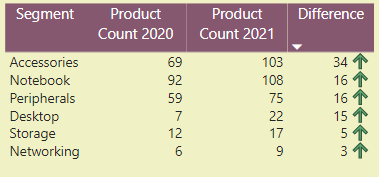 Segment Product Count 2020 Product Count 2021 Difference
Accessories 69 103 34
Notebook 92 108 16
Peripherals 59 75 16
Desktop 7 22 15
Storage 12 17 5
Networking 6 9 3